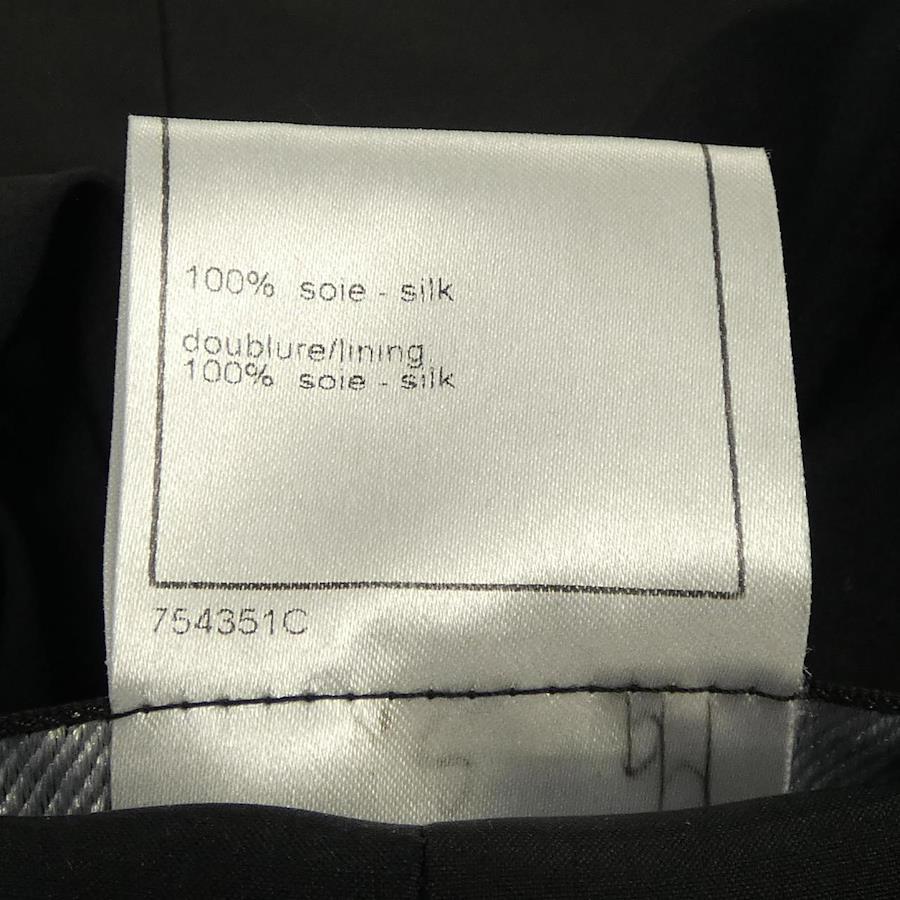 100% soie - silk
doublure/lining
100% soie - silk
754351C